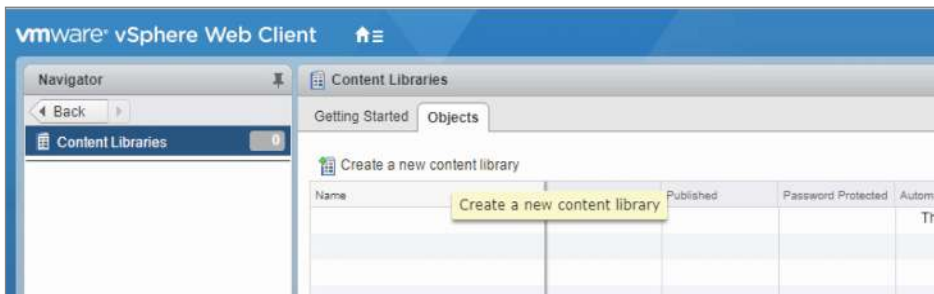 vmware® vSphere Web Client
Navigator
Back
Content Libraries 0
Content Libraries
Getting Started Objects
Create a new content library
Name Published Password Protected Autom
Create a new content library
Th